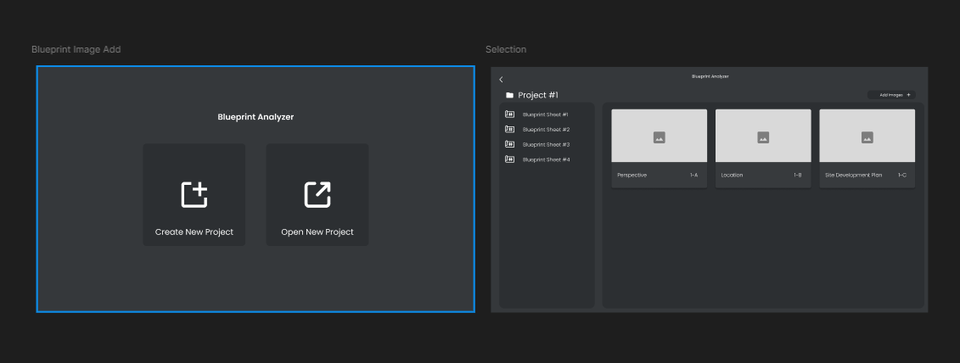 Blueprint Image Add
Blueprint Analyzer
Create New Project
Open New Project
Selection
Blueprint Analyzer
Project #1
Add Images +
Blueprint Sheet #1
Blueprint Sheet #2
Blueprint Sheet #3
Blueprint Sheet #4
Perspective 1-A
Location 1-B
Site Development Plan 1-C